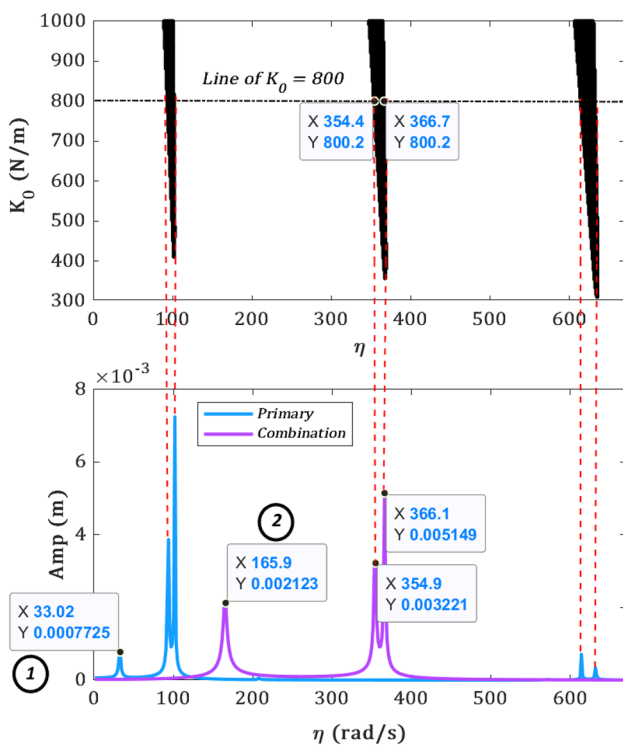 1000
900
800
700
600
500
400
300
K0 (N/m)
Line of K0 = 800
X 354.4
Y 800.2
X 366.7
Y 800.2
0 100 200 300 400 500 600
η
×10-3
8
6
4
2
0
Amp (m)
Primary
Combination
2
X 366.1
Y 0.005149
X 165.9
Y 0.002123
X 354.9
Y 0.003221
X 33.02
Y 0.0007725
1
0 100 200 300 400 500 600
η (rad/s)